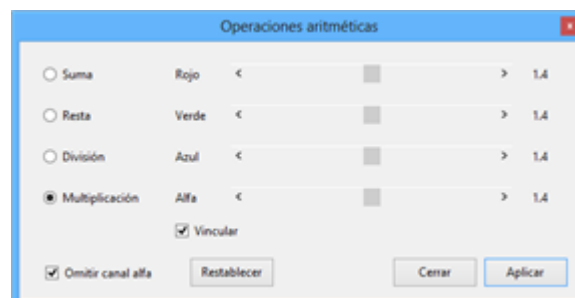 Operaciones aritméticas
Suma Rojo < > 1.4
Resta Verde < > 1.4
División Azul < > 1.4
Multiplicación Alfa < > 1.4
Vincular
Omitir canal alfa Restablecer Cerrar Aplicar